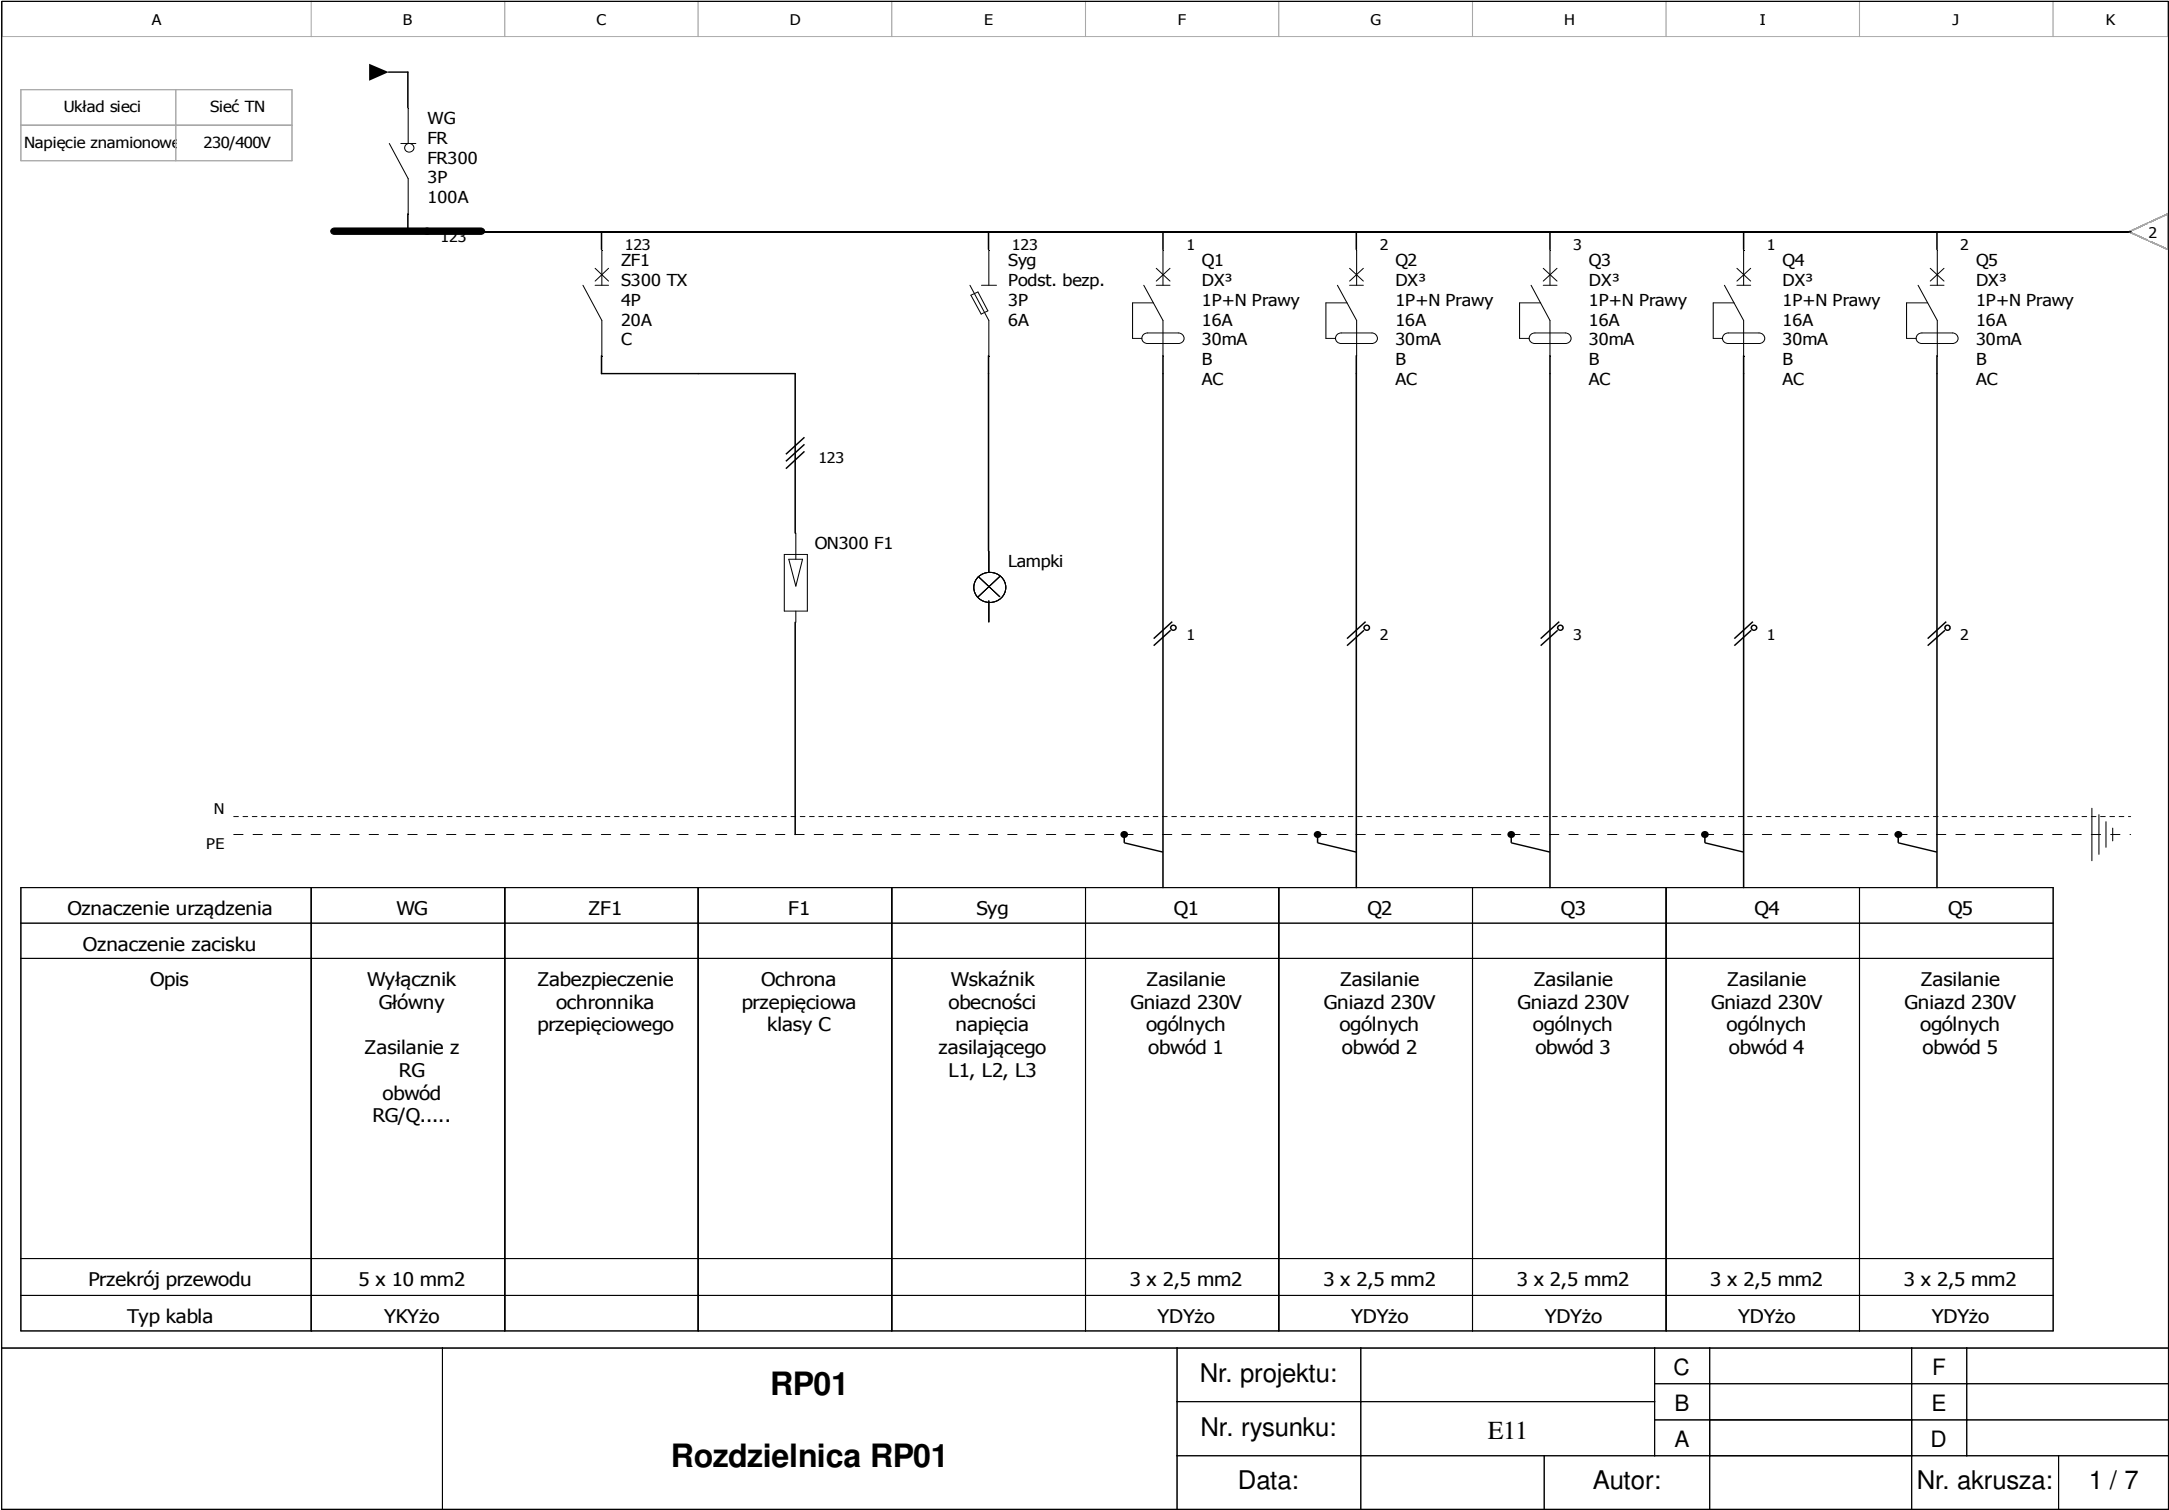 A B C D E F G H I J K
Układ sieci Sieć TN
Napięcie znamionowe 230/400V
WG
FR
FR300
3P
100A
123
2
123
ZF1
S300 TX
4P
20A
C
123
Syg
Podst. bezp.
3P
6A
1
Q1
DX³
1P+N Prawy
16A
30mA
B
AC
2
Q2
DX³
1P+N Prawy
16A
30mA
B
AC
3
Q3
DX³
1P+N Prawy
16A
30mA
B
AC
1
Q4
DX³
1P+N Prawy
16A
30mA
B
AC
2
Q5
DX³
1P+N Prawy
16A
30mA
B
AC
123
ON300 F1
Lampki
1 2 3 1 2
N
PE
Oznaczenie urządzenia WG ZF1 F1 Syg Q1 Q2 Q3 Q4 Q5
Oznaczenie zacisku
Opis
Wyłącznik
Główny
Zasilanie z
RG
obwód
RG/Q.....
Zabezpieczenie
ochronnika
przepięciowego
Ochrona
przepięciowa
klasy C
Wskaźnik
obecności
napięcia
zasilającego
L1, L2, L3
Zasilanie
Gniazd 230V
ogólnych
obwód 1
Zasilanie
Gniazd 230V
ogólnych
obwód 2
Zasilanie
Gniazd 230V
ogólnych
obwód 3
Zasilanie
Gniazd 230V
ogólnych
obwód 4
Zasilanie
Gniazd 230V
ogólnych
obwód 5
Przekrój przewodu 5 x 10 mm2 3 x 2,5 mm2 3 x 2,5 mm2 3 x 2,5 mm2 3 x 2,5 mm2 3 x 2,5 mm2
Typ kabla YKYżo YDYżo YDYżo YDYżo YDYżo YDYżo
RP01
Rozdzielnica RP01
Nr. projektu:
Nr. rysunku: E11
Data: Autor:
C F
B E
A D
Nr. akrusza: 1 / 7